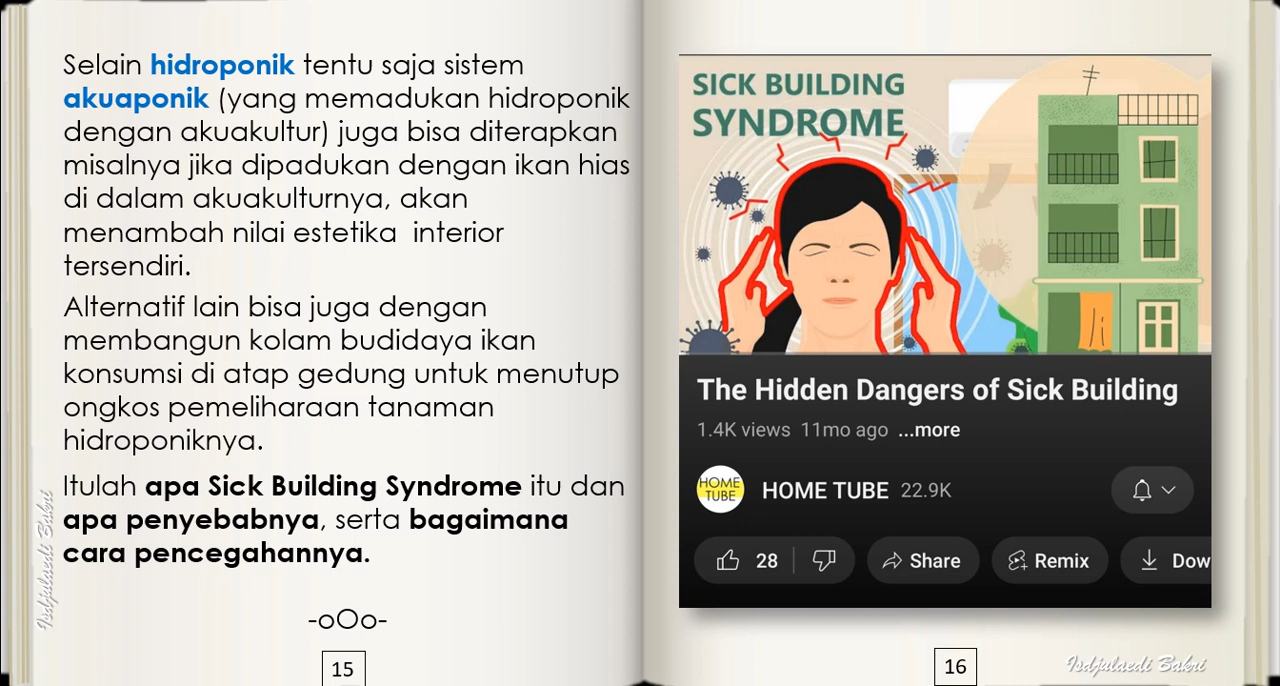 Selain hidroponik tentu saja sistem
akuaponik (yang memadukan hidroponik
dengan akuakultur) juga bisa diterapkan
misalnya jika dipadukan dengan ikan hias
di dalam akuakulturnya, akan
menambah nilai estetika interior
tersendiri.
Alternatif lain bisa juga dengan
membangun kolam budidaya ikan
konsumsi di atap gedung untuk menutup
ongkos pemeliharaan tanaman
hidroponiknya.
Itulah apa Sick Building Syndrome itu dan
apa penyebabnya, serta bagaimana
cara pencegahannya.
-oOo-
15
Isdjulaedi Bakri
SICK BUILDING
SYNDROME
The Hidden Dangers of Sick Building
1.4K views 11mo ago ...more
HOME
TUBE
HOME TUBE 22.9K
28 Share Remix Dow
16
Isdjulaedi Bakri